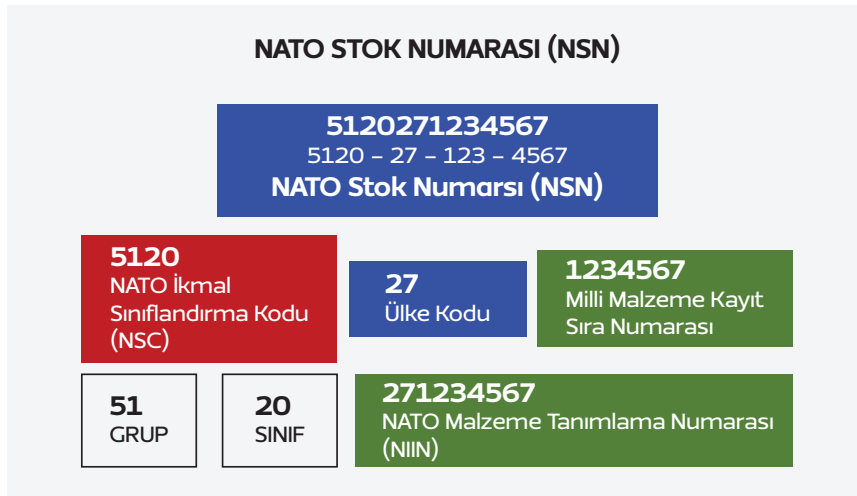 NATO STOK NUMARASI (NSN)
5120271234567
5120 – 27 – 123 – 4567
NATO Stok Numarsı (NSN)
5120
NATO İkmal
Sınıflandırma Kodu
(NSC)
27
Ülke Kodu
1234567
Milli Malzeme Kayıt
Sıra Numarası
51
GRUP
20
SINIF
271234567
NATO Malzeme Tanımlama Numarası
(NIIN)